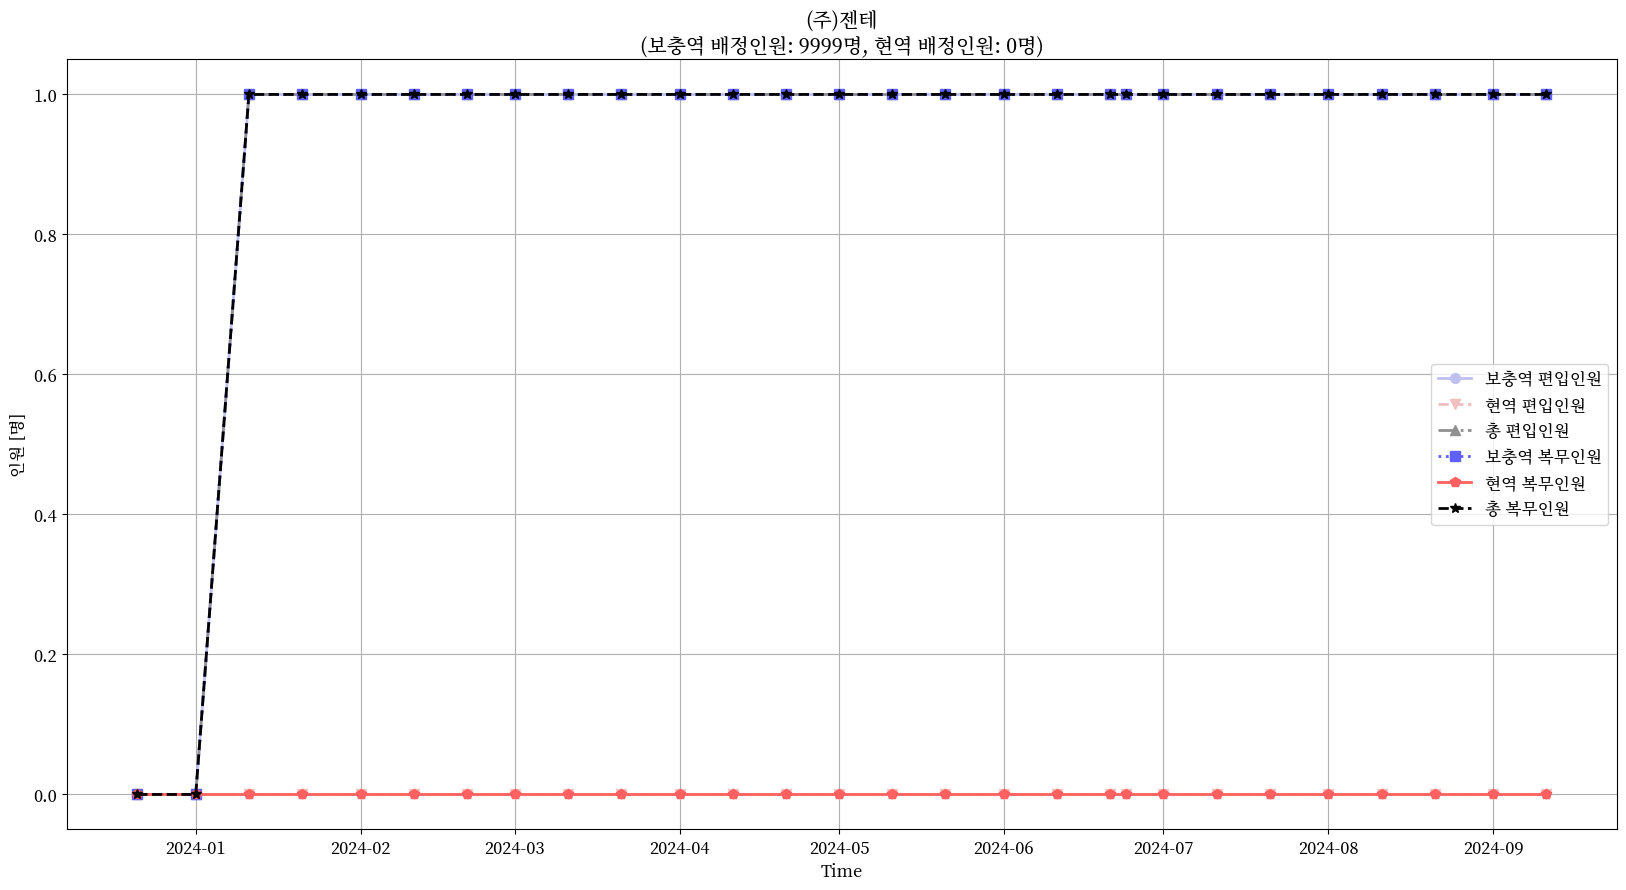 (주)젠테
(보충역 배정인원: 9999명, 현역 배정인원: 0명)
인원 [명]
1.0
0.8
0.6
0.4
0.2
0.0
보충역 편입인원
현역 편입인원
총 편입인원
보충역 복무인원
현역 복무인원
총 복무인원
2024-01 2024-02 2024-03 2024-04 2024-05 2024-06 2024-07 2024-08 2024-09
Time